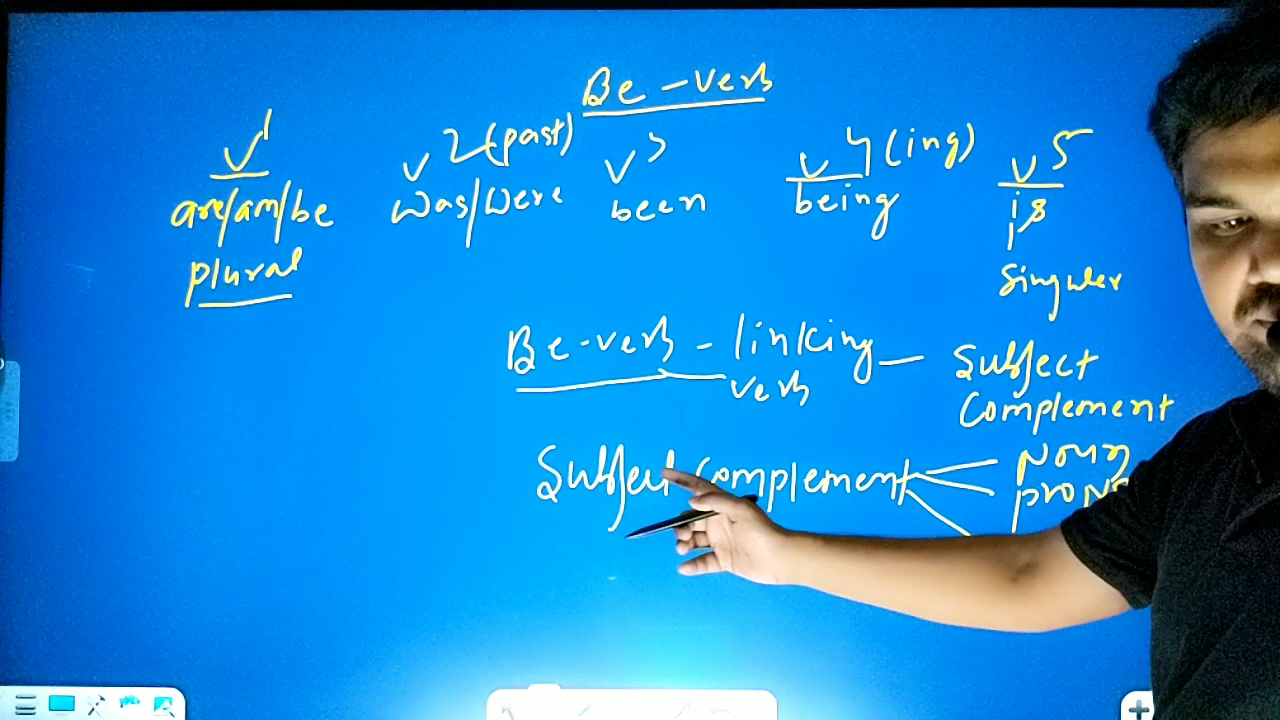 Be-verb
V1 V2(past) V3 V4(ing) V5
are/am/be was/were been being is
plural Singuler
Be-verb - linking verb - Subject Complement
Subject complement Noun